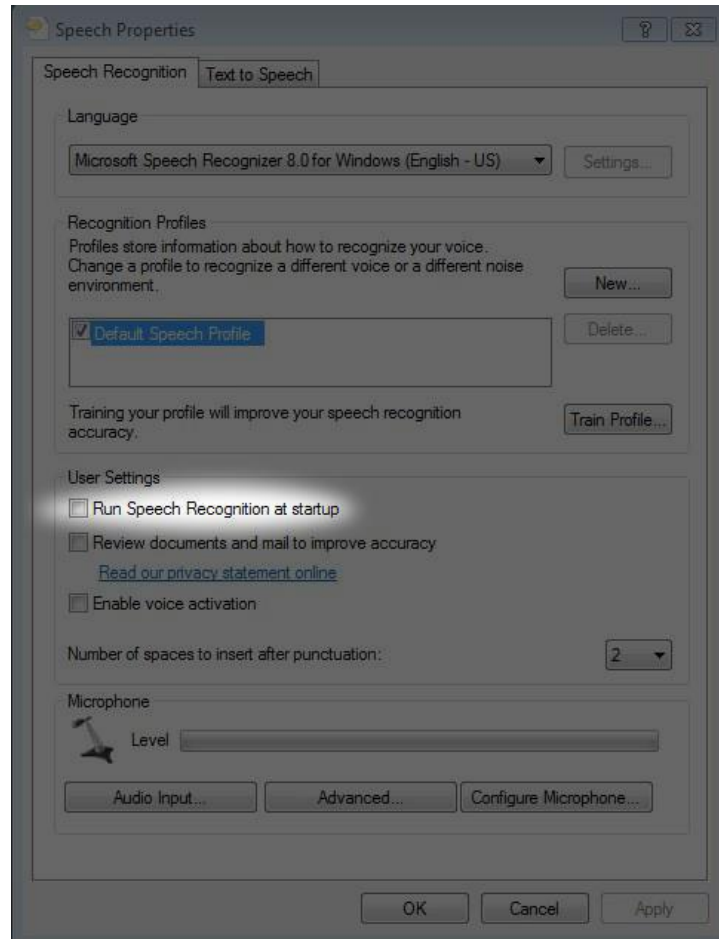 Speech Properties
Speech Recognition
Text to Speech
Language
Microsoft Speech Recognizer 8.0 for Windows (English - US)
Settings...
Recognition Profiles
Profiles store information about how to recognize your voice.
Change a profile to recognize a different voice or a different noise
environment.
New...
Default Speech Profile
Delete...
Training your profile will improve your speech recognition
accuracy.
Train Profile...
User Settings
Run Speech Recognition at startup
Review documents and mail to improve accuracy
Read our privacy statement online
Enable voice activation
Number of spaces to insert after punctuation:
2
Microphone
Level
Audio Input...
Advanced...
Configure Microphone...
OK
Cancel
Apply